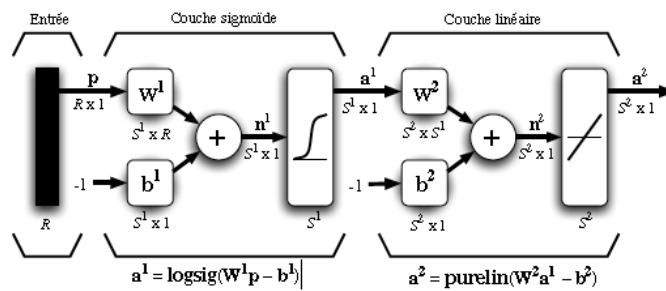 Entrée Couche sigmoïde Couche linéaire
p a¹ a²
W¹ W²
R x 1 S¹ x 1 S² x 1
S¹ x R + n¹ S² x S¹ + n²
S¹ x 1 S² x 1
-1 b¹ -1 b²
R S¹ x 1 S¹ S² x 1 S²
a¹ = logsig(W¹p – b¹) a² = purelin(W²a¹ – b²)